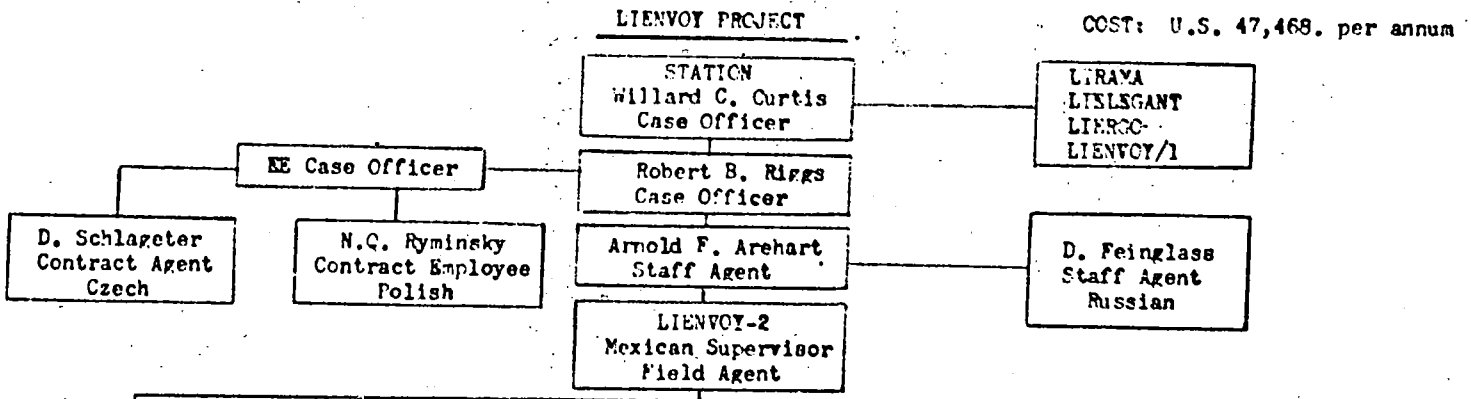 LIENVOY PROJECT
COST: U.S. 47,468. per annum
STATION
Willard C. Curtis
Case Officer
LIRAMA
LIELEGANT
LIERGO
LIENVOY/1
EE Case Officer
Robert B. Riggs
Case Officer
D. Schlageter
Contract Agent
Czech
N.Q. Ryminsky
Contract Employee
Polish
Arnold F. Arehart
Staff Agent
D. Feinglass
Staff Agent
Russian
LIENVOY-2
Mexican Supervisor
Field Agent